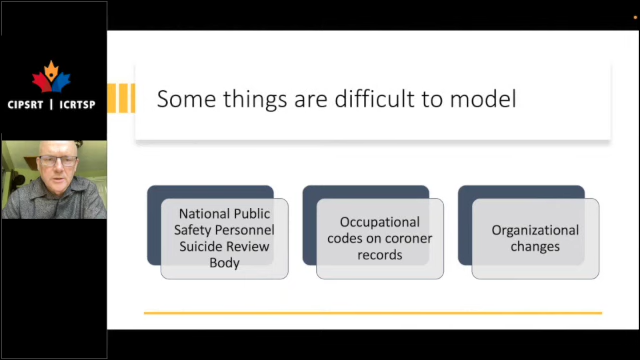 CIPSRT | ICRTSP
Some things are difficult to model
National Public
Safety Personnel
Suicide Review
Body
Occupational
codes on coroner
records
Organizational
changes